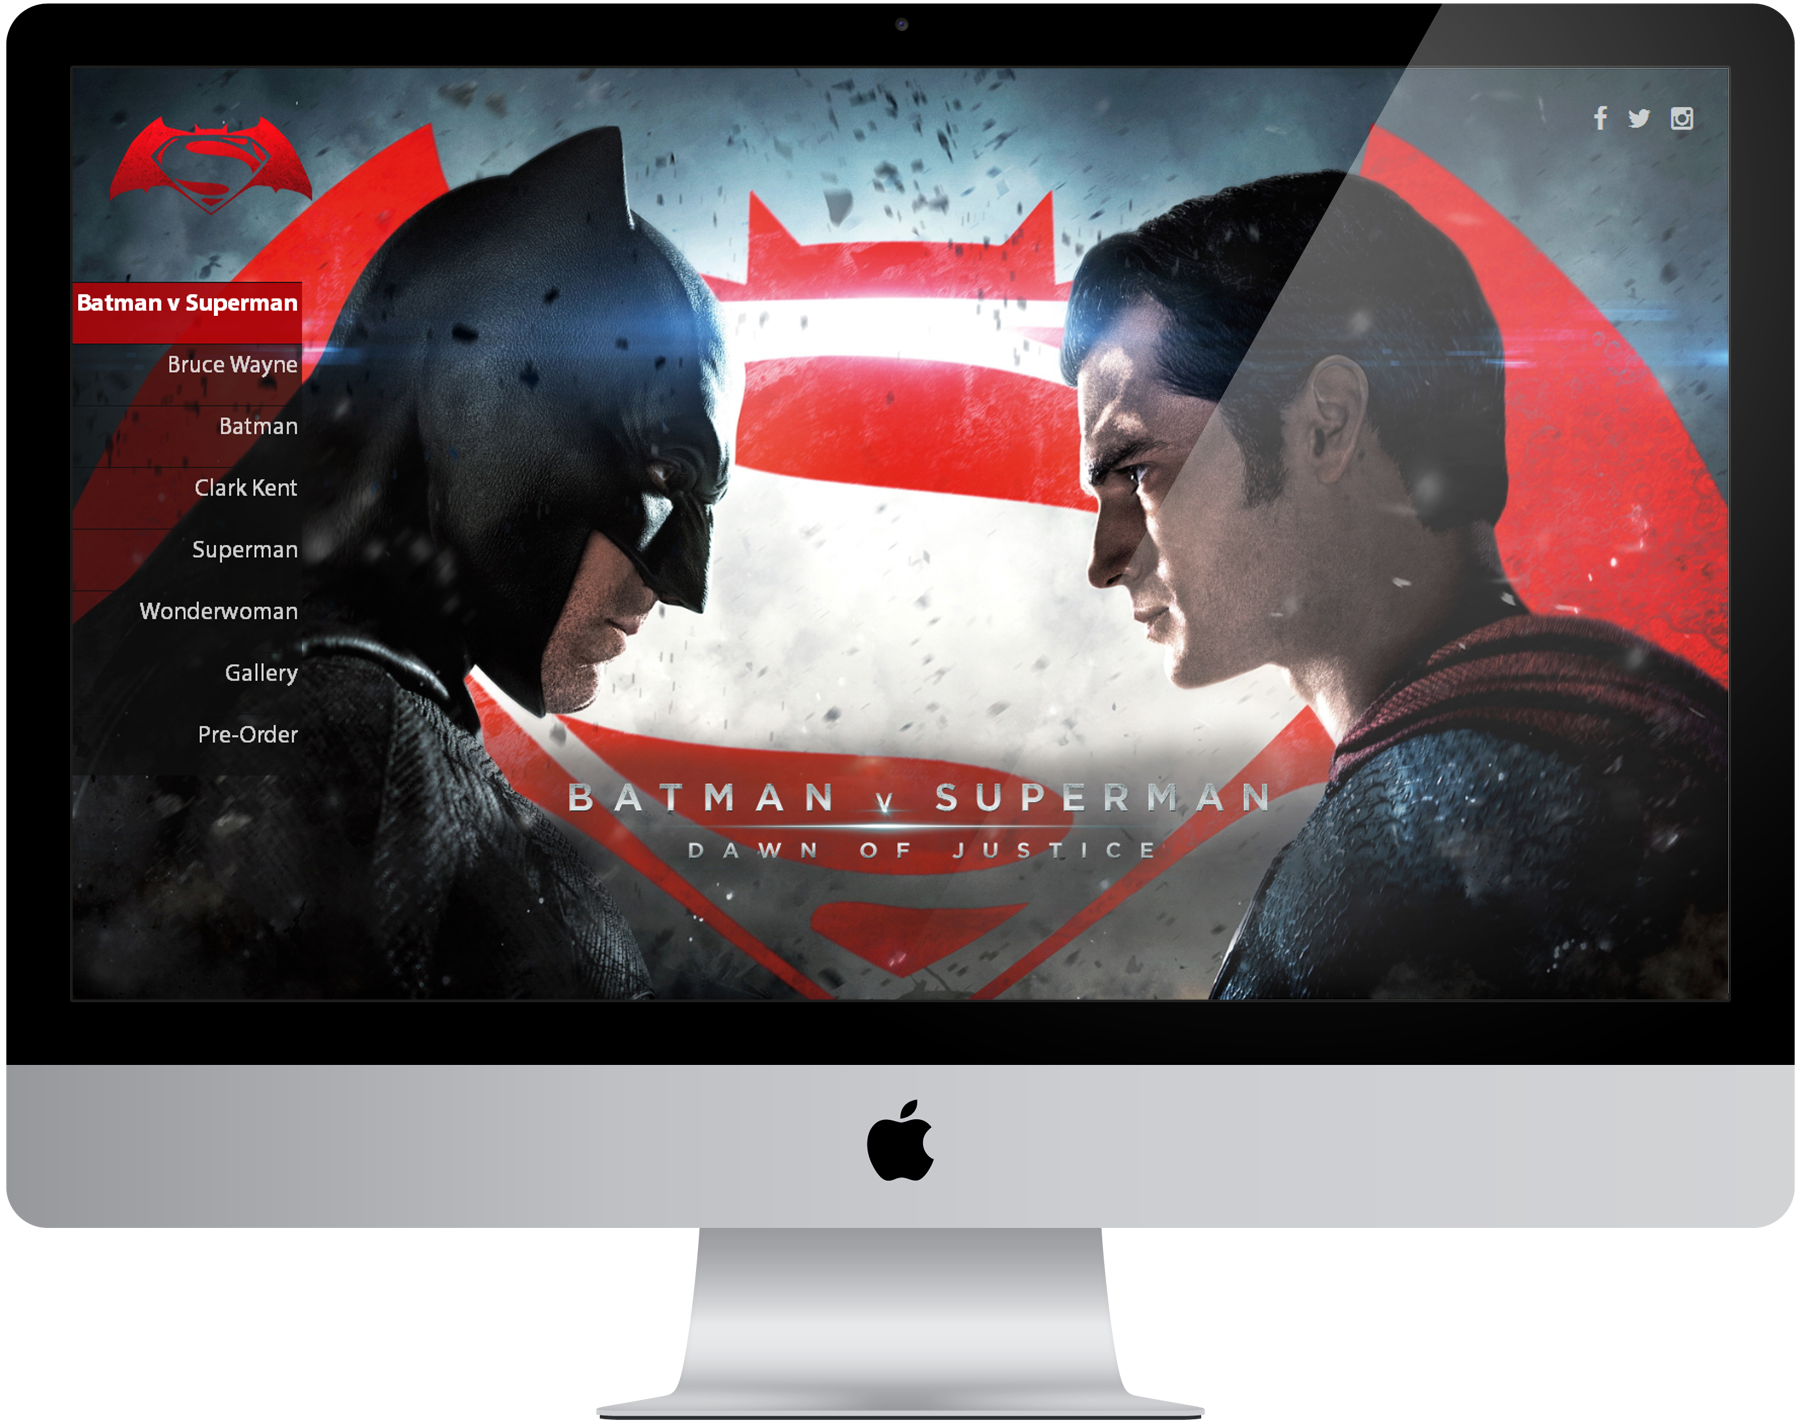 Batman v Superman
Bruce Wayne
Batman
Clark Kent
Superman
Wonderwoman
Gallery
Pre-Order
BATMAN v SUPERMAN
DAWN OF JUSTICE